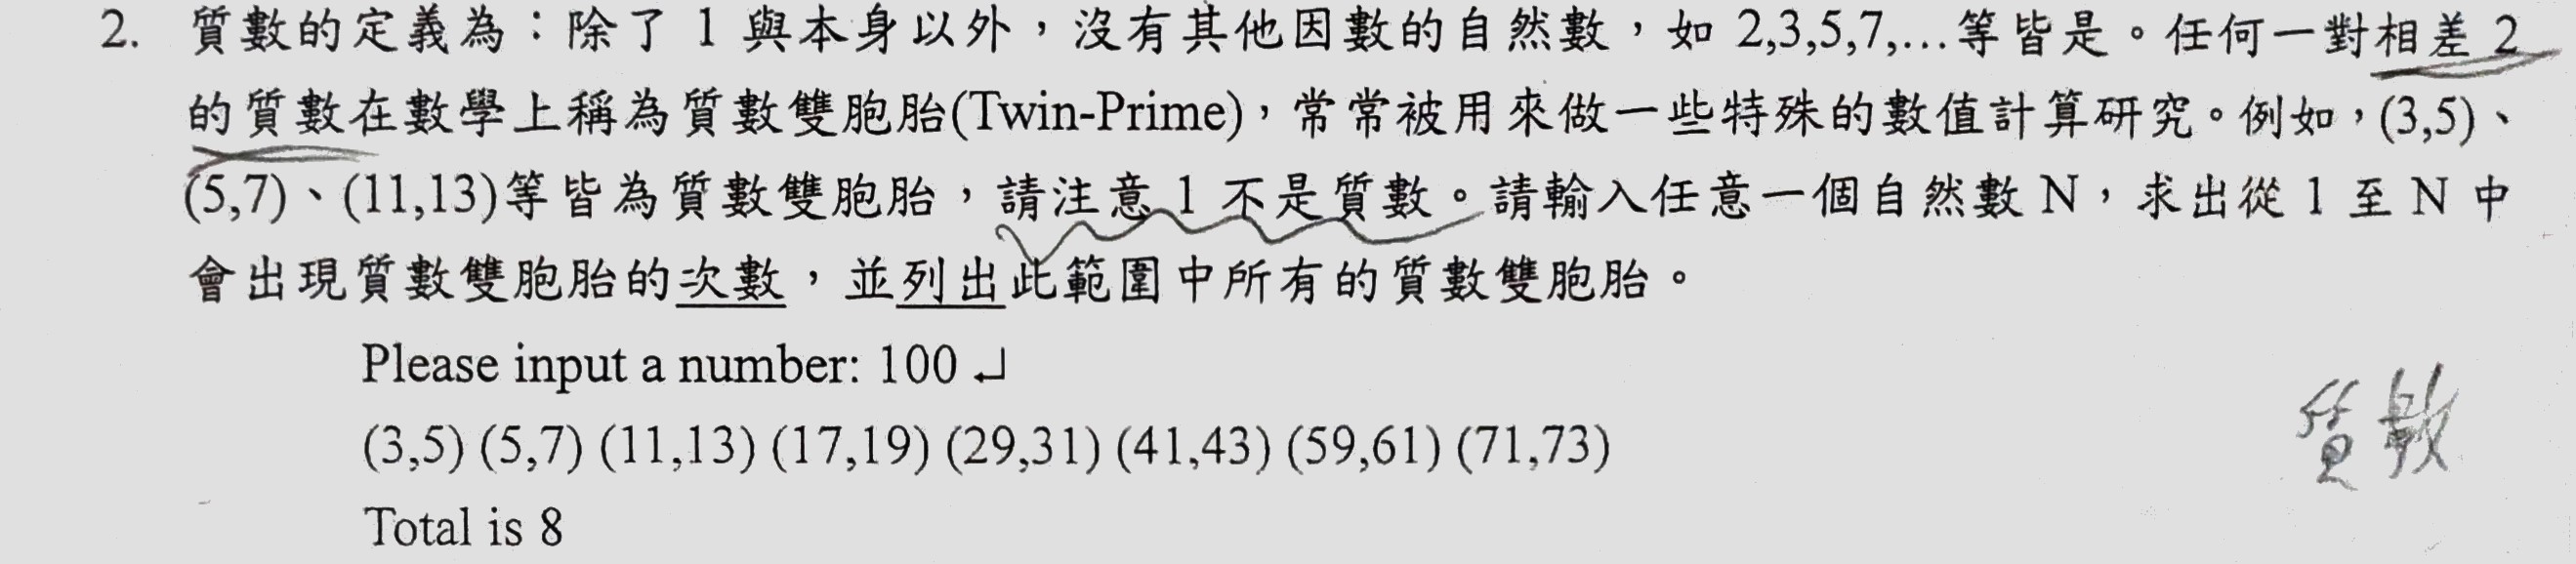 2. 質數的定義為：除了 1 與本身以外，沒有其他因數的自然數，如 2,3,5,7,…等皆是。任何一對相差 2
的質數在數學上稱為質數雙胞胎(Twin-Prime)，常常被用來做一些特殊的數值計算研究。例如，(3,5)、
(5,7)、(11,13)等皆為質數雙胞胎，請注意 1 不是質數。請輸入任意一個自然數 N，求出從 1 至 N 中
會出現質數雙胞胎的次數，並列出此範圍中所有的質數雙胞胎。
Please input a number: 100 ↵
(3,5) (5,7) (11,13) (17,19) (29,31) (41,43) (59,61) (71,73)
質數
Total is 8